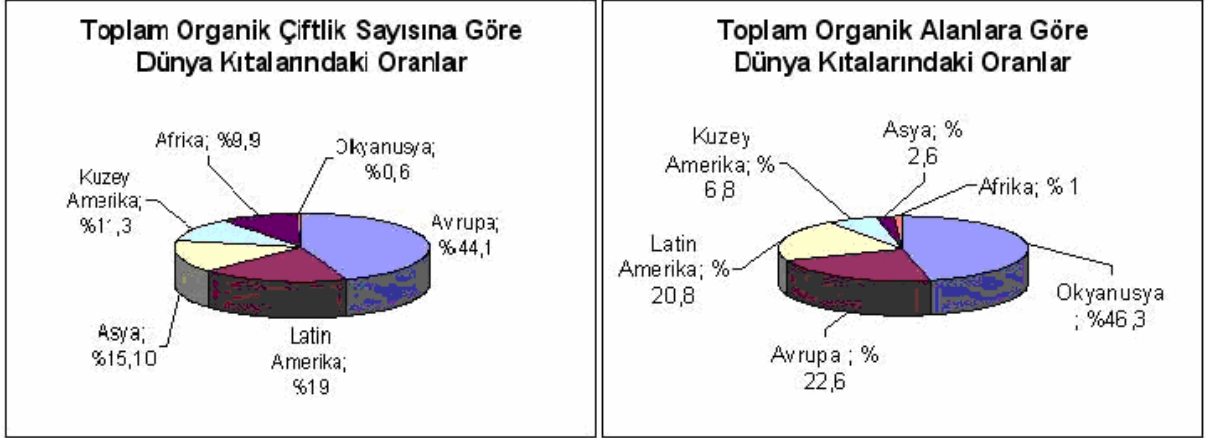 Toplam Organik Çiftlik Sayısına Göre
Dünya Kıtalarındaki Oranlar
Afrika; %9,9
Okyanusya;
%0,6
Kuzey
Amerika;
%11,3
Avrupa;
%44,1
Asya;
%15,10
Latin
Amerika;
%19
Toplam Organik Alanlara Göre
Dünya Kıtalarındaki Oranlar
Asya; %
2,6
Kuzey
Amerika; %
6,8
Afrika; % 1
Latin
Amerika; %
20,8
Okyanusya
; %46,3
Avrupa ; %
22,6